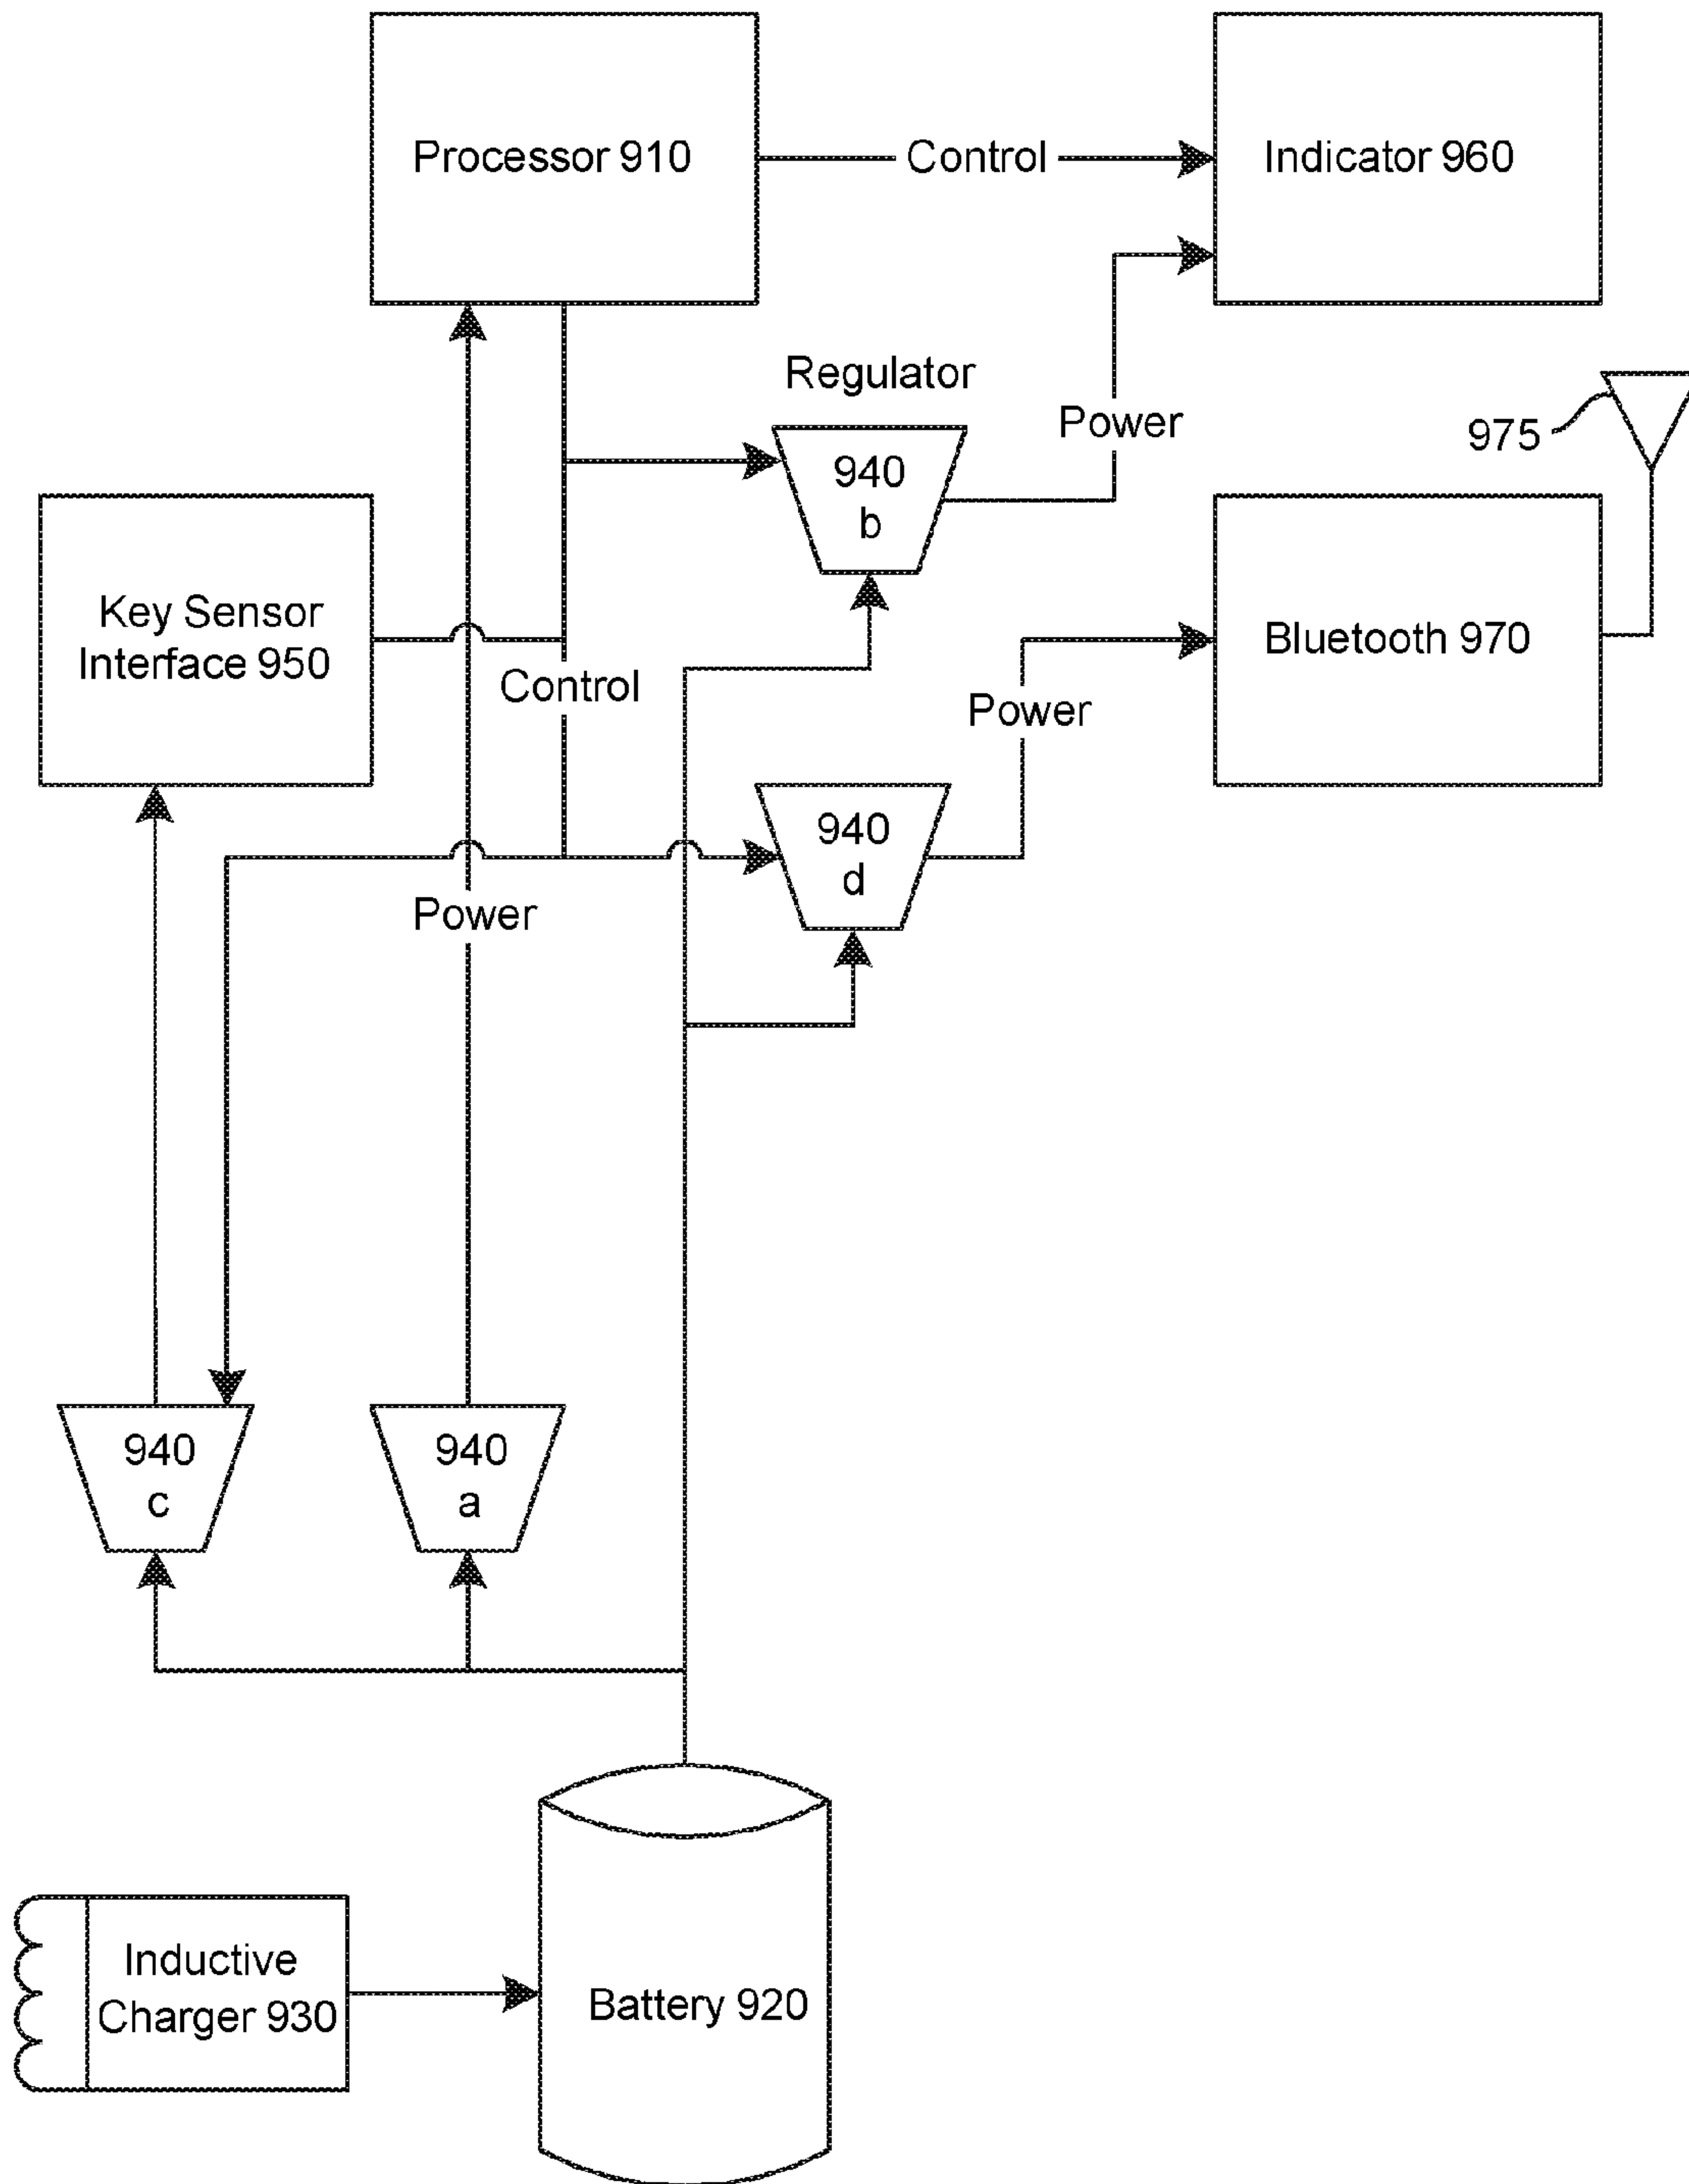 Processor 910
Control
Indicator 960
Regulator
940
b
Power
975
Key Sensor
Interface 950
Control
Bluetooth 970
Power
940
d
Power
940
c
940
a
Inductive
Charger 930
Battery 920